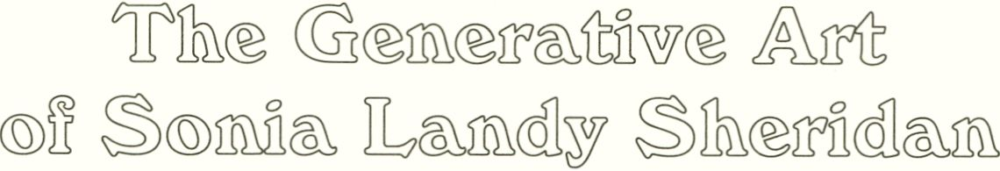 The Generative Art
of Sonia Landy Sheridan